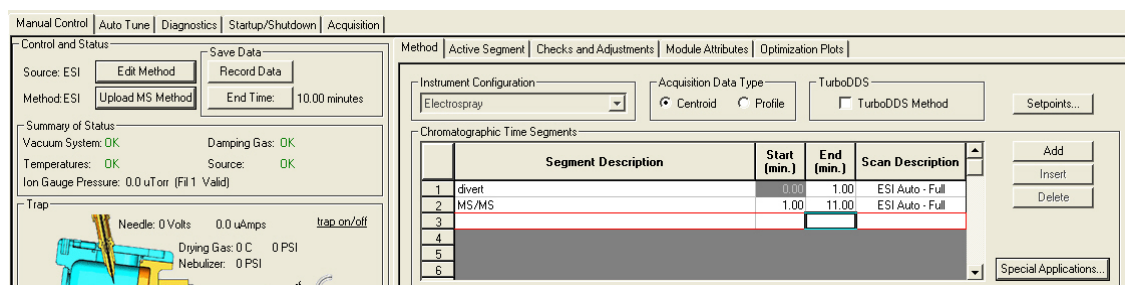 Manual Control Auto Tune Diagnostics Startup/Shutdown Acquisition
Control and Status
Save Data
Source: ESI Edit Method Record Data
Method:ESI Upload MS Method End Time: 10.00 minutes
Summary of Status
Vacuum System: OK Damping Gas: OK
Temperatures: OK Source: OK
Ion Gauge Pressure: 0.0 uTorr (Fil 1 Valid)
Trap
Needle: 0 Volts 0.0 uAmps trap on/off
Drying Gas: 0 C 0 PSI
Nebulizer: 0 PSI
Method Active Segment Checks and Adjustments Module Attributes Optimization Plots
Instrument Configuration Acquisition Data Type TurboDDS
Electrospray Centroid Profile TurboDDS Method Setpoints...
Chromatographic Time Segments
Segment Description Start (min.) End (min.) Scan Description
1 divert 0.00 1.00 ESI Auto - Full
2 MS/MS 1.00 11.00 ESI Auto - Full
3
4
5
6
Add
Insert
Delete
Special Applications...